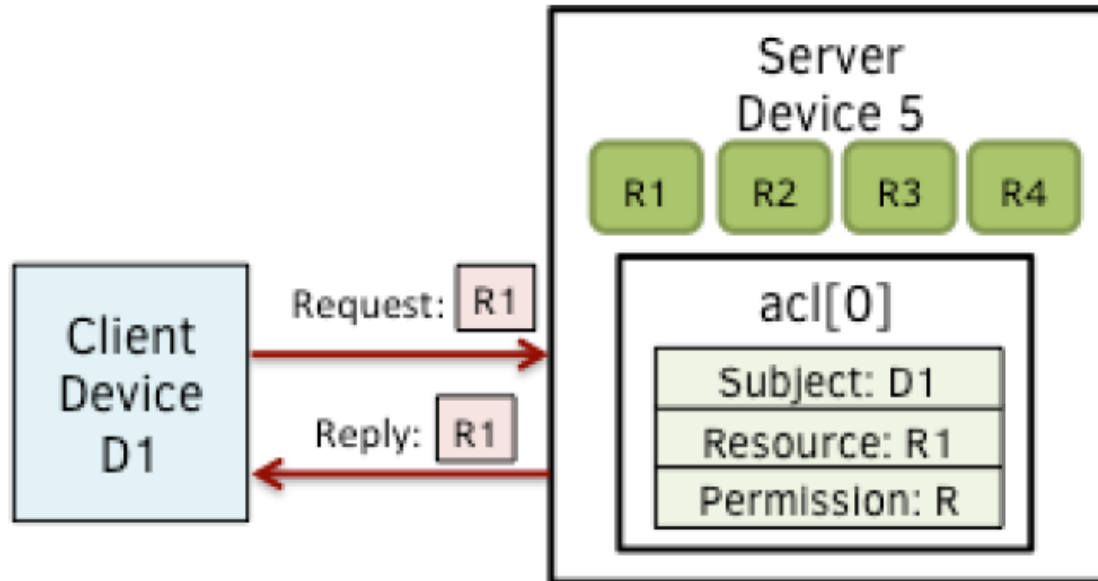 Server
Device 5
R1 R2 R3 R4
Client
Device
D1
Request: R1
Reply: R1
acl[0]
Subject: D1
Resource: R1
Permission: R